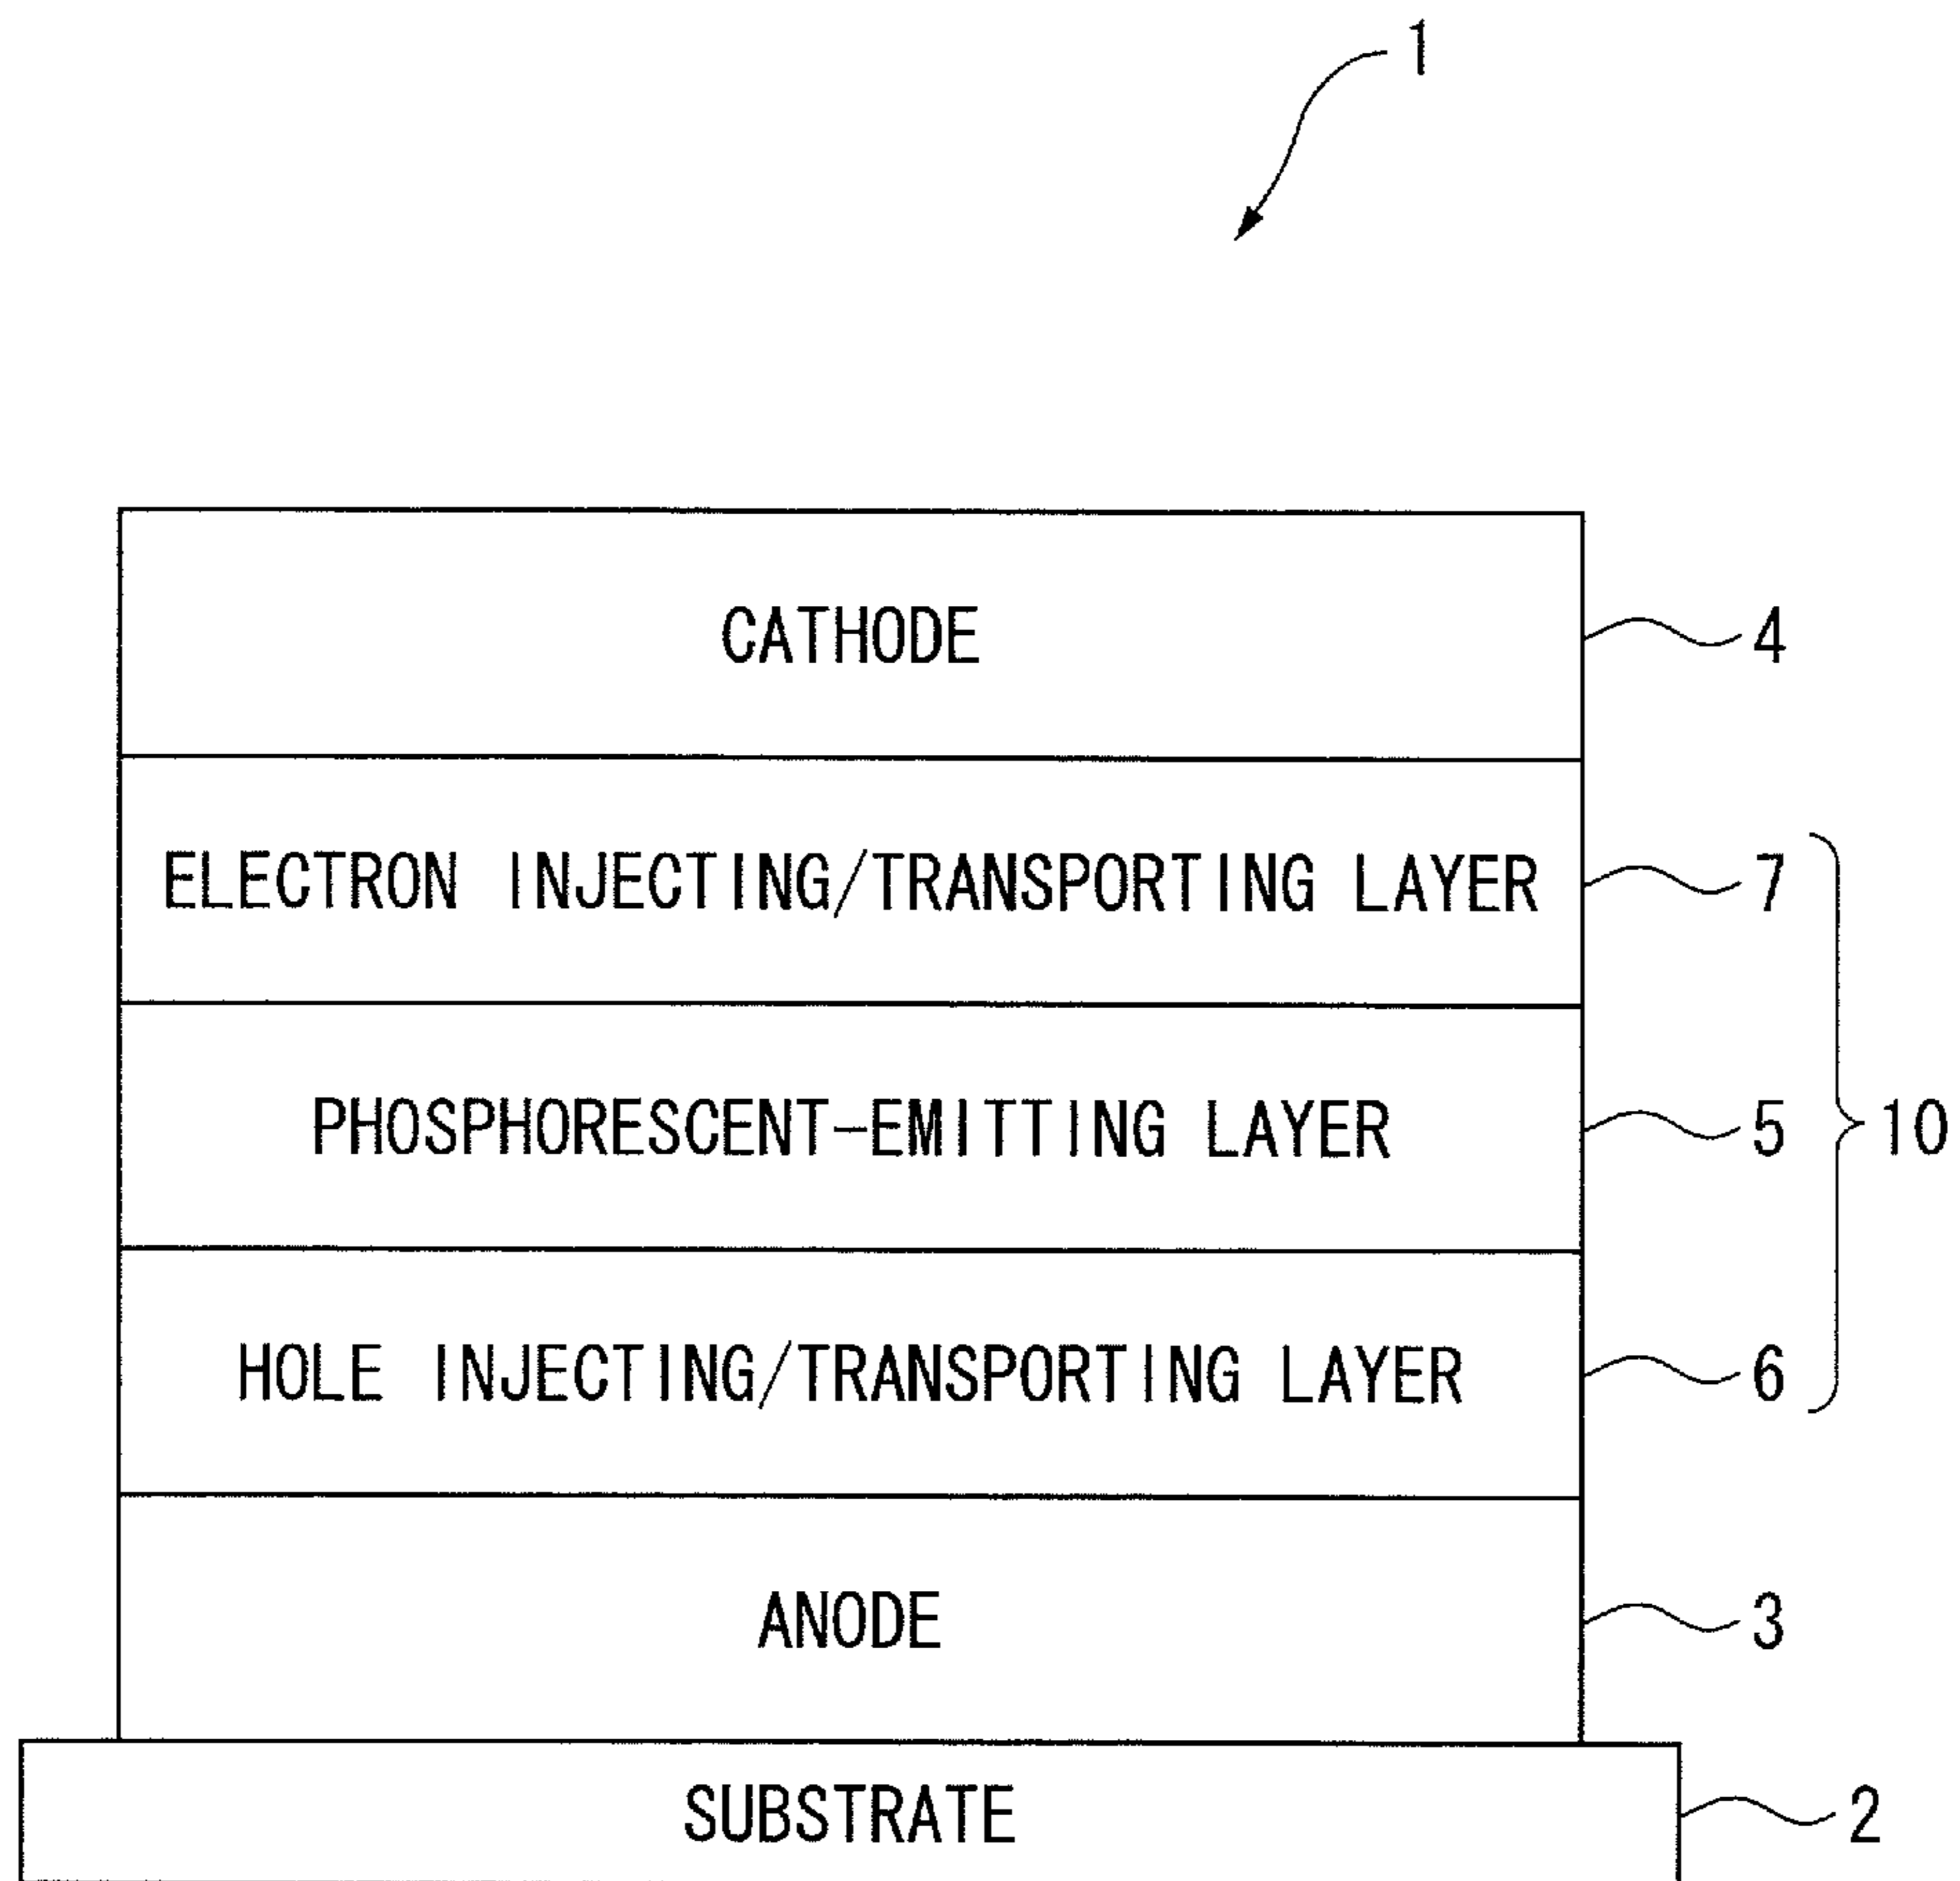 1
CATHODE 4
ELECTRON INJECTING/TRANSPORTING LAYER 7
PHOSPHORESCENT-EMITTING LAYER 5 10
HOLE INJECTING/TRANSPORTING LAYER 6
ANODE 3
SUBSTRATE 2